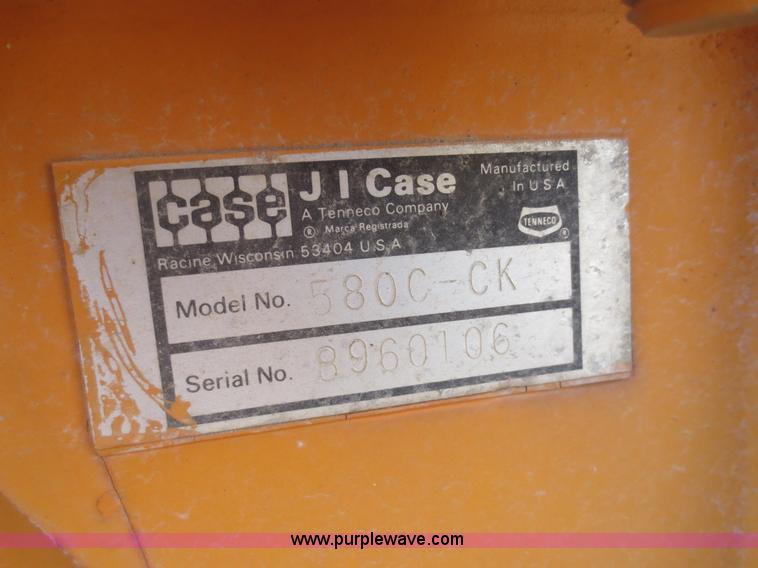 case
J I Case
A Tenneco Company
® Marca Registrada
Racine, Wisconsin 53404 U.S.A
Manufactured
In U S A
TENNECO
®
Model No. 580C-CK
Serial No. 8960106
www.purplewave.com